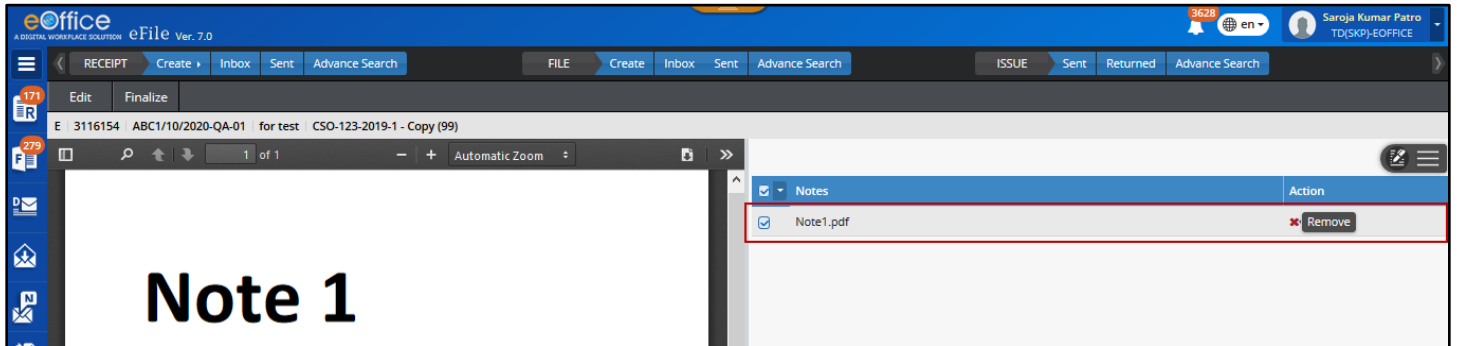 eOffice
A DIGITAL WORKPLACE SOLUTION eFile Ver. 7.0
3628 en
Saroja Kumar Patro
TD(SKP)-EOFFICE
RECEIPT Create Inbox Sent Advance Search FILE Create Inbox Sent Advance Search ISSUE Sent Returned Advance Search
171 R
Edit Finalize
E 3116154 ABC1/10/2020-QA-01 for test CSO-123-2019-1 - Copy (99)
279 F
1 of 1 Automatic Zoom
Notes Action
D
Note1.pdf Remove
Note 1
N